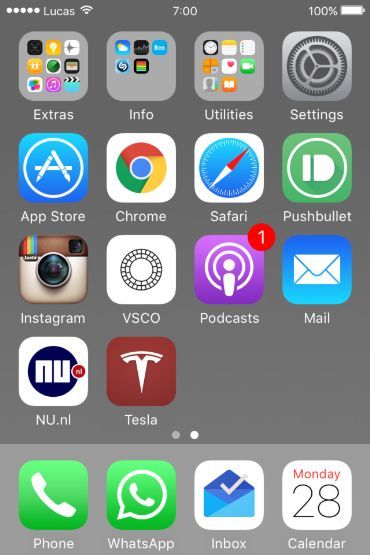 Lucas 7:00 100%
Extras Info Utilities Settings
App Store Chrome Safari Pushbullet
Insta
1
Instagram VSCO Podcasts Mail
nu nl
NU.nl Tesla
Monday
28
Phone WhatsApp Inbox Calendar